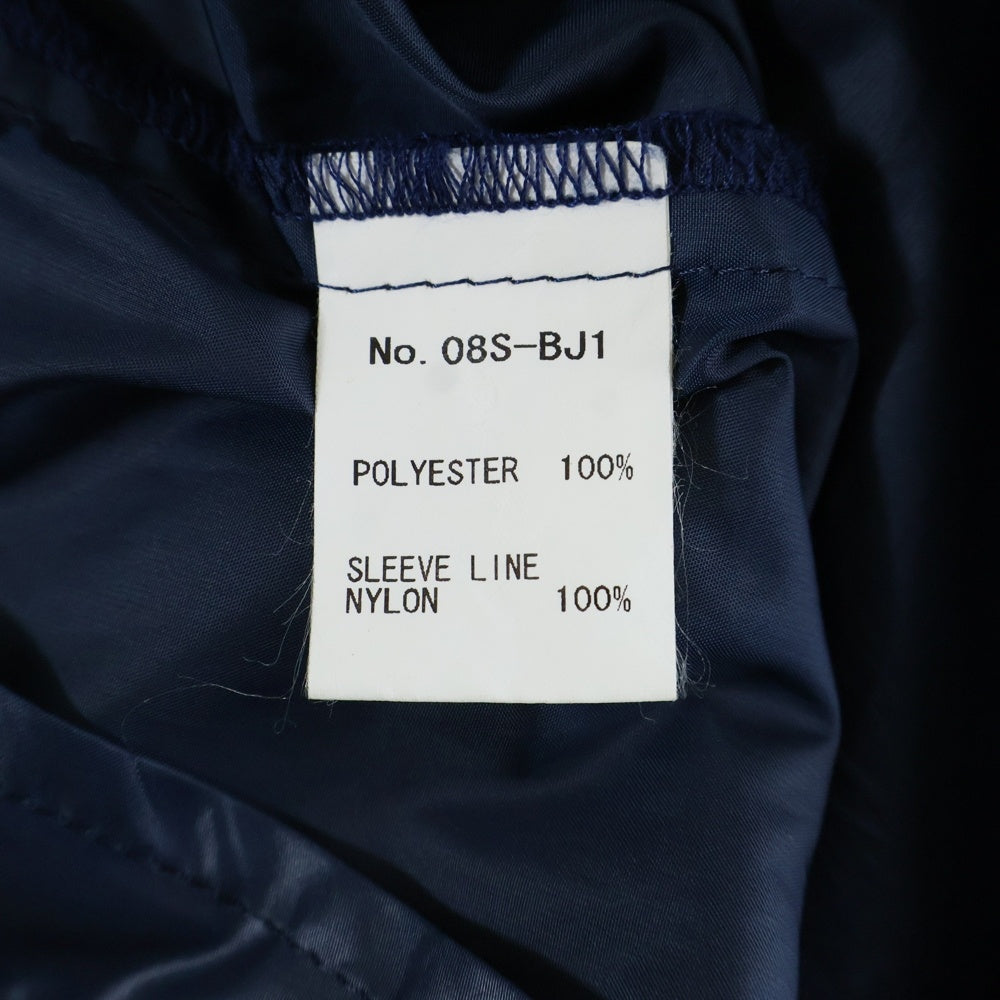 No. 08S-BJ1
POLYESTER 100%
SLEEVE LINE
NYLON 100%